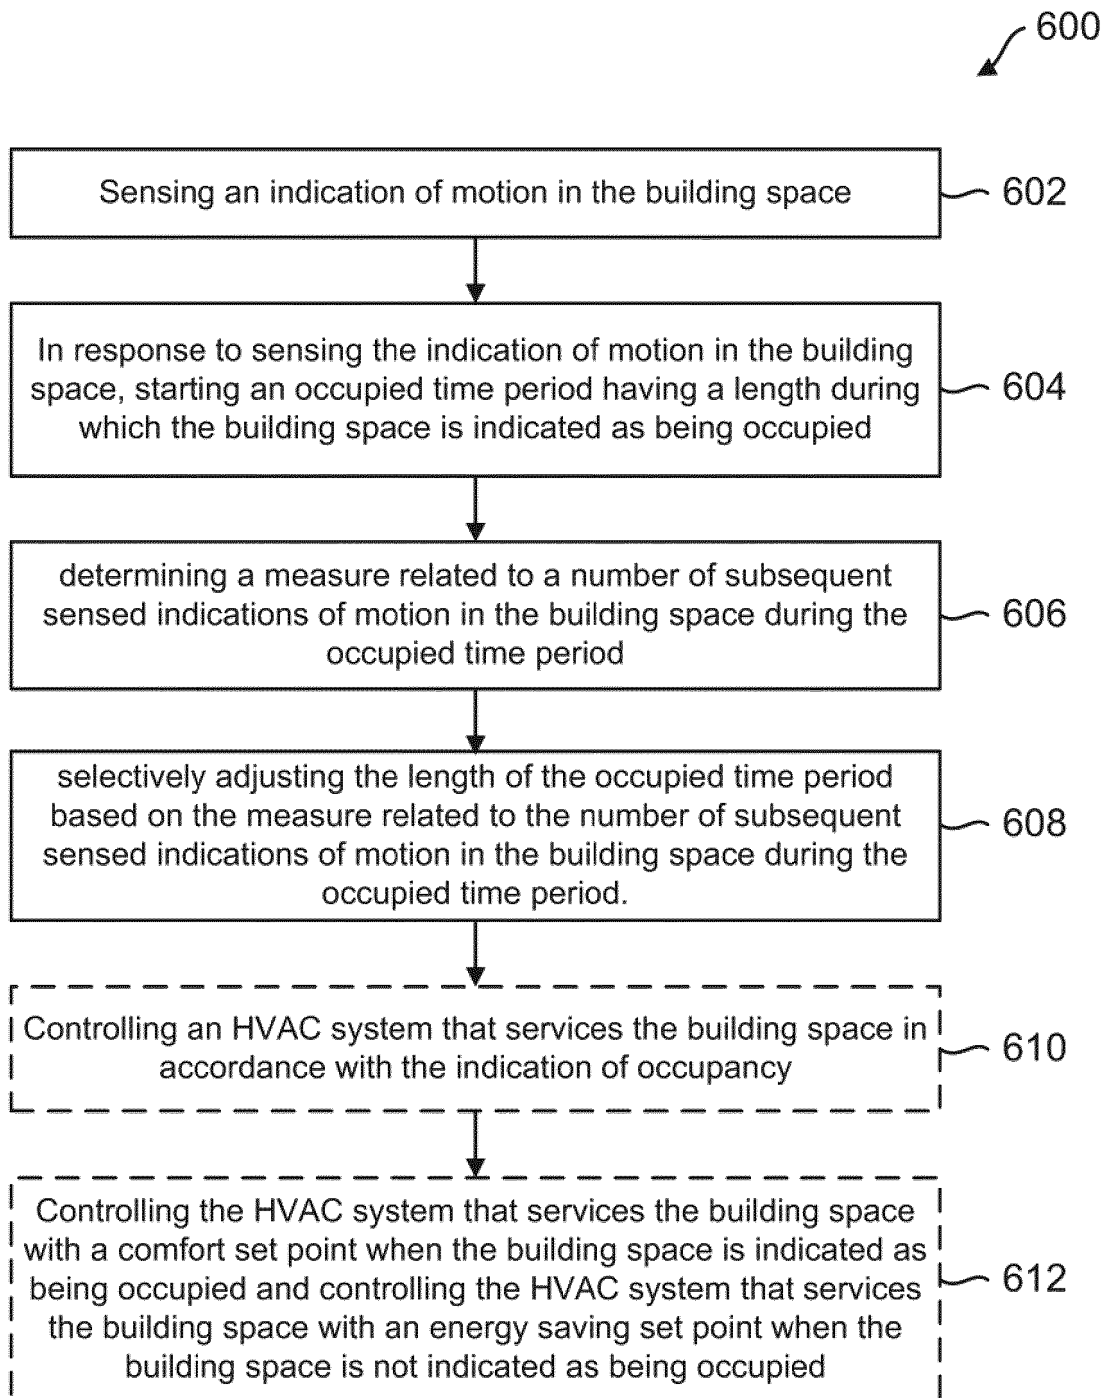 600
Sensing an indication of motion in the building space
602
In response to sensing the indication of motion in the building
space, starting an occupied time period having a length during
which the building space is indicated as being occupied
604
determining a measure related to a number of subsequent
sensed indications of motion in the building space during the
occupied time period
606
selectively adjusting the length of the occupied time period
based on the measure related to the number of subsequent
sensed indications of motion in the building space during the
occupied time period.
608
Controlling an HVAC system that services the building space in
accordance with the indication of occupancy
610
Controlling the HVAC system that services the building space
with a comfort set point when the building space is indicated as
being occupied and controlling the HVAC system that services
the building space with an energy saving set point when the
building space is not indicated as being occupied
612